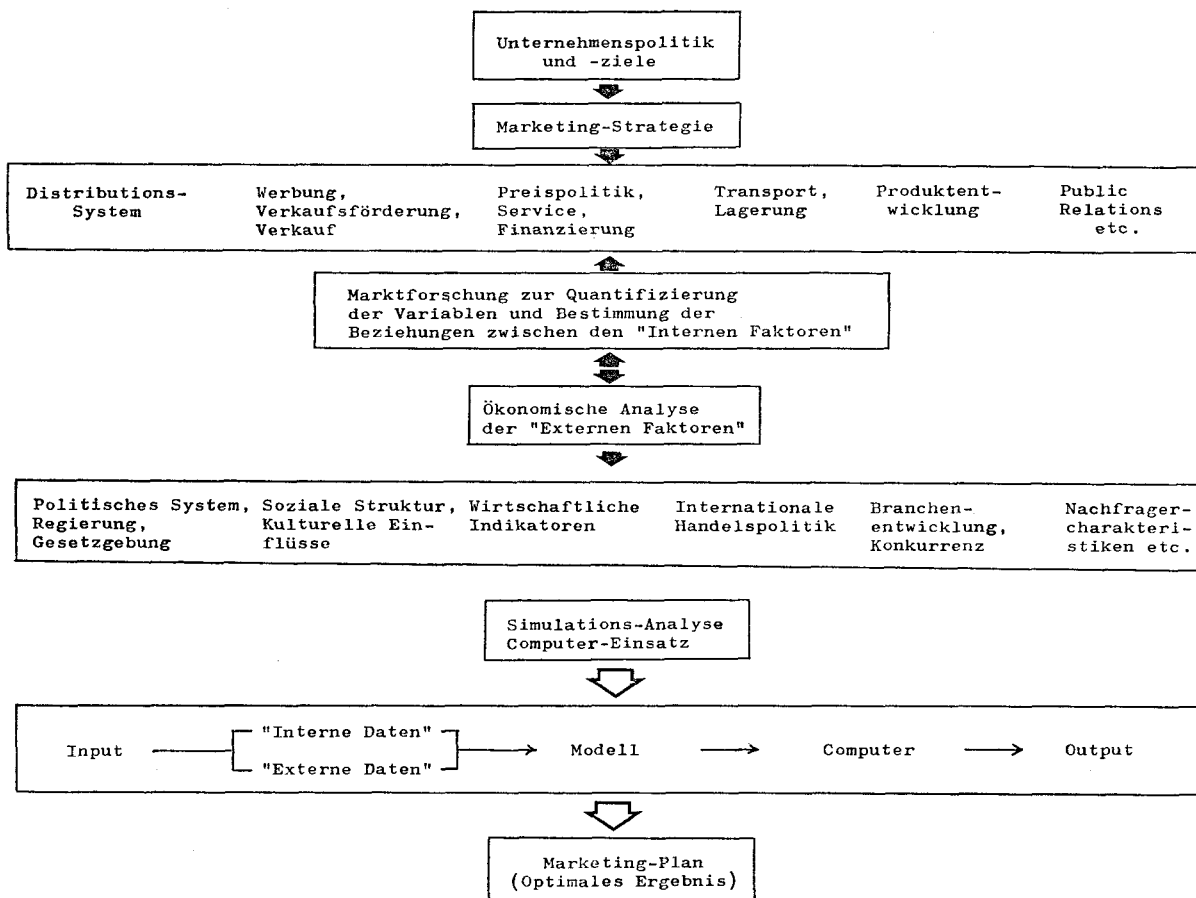 Unternehmenspolitik
und -ziele
Marketing-Strategie
Distributions-
System
Werbung,
Verkaufsförderung,
Verkauf
Preispolitik,
Service,
Finanzierung
Transport,
Lagerung
Produktent-
wicklung
Public
Relations
etc.
Marktforschung zur Quantifizierung
der Variablen und Bestimmung der
Beziehungen zwischen den "Internen Faktoren"
Ökonomische Analyse
der "Externen Faktoren"
Politisches System,
Regierung,
Gesetzgebung
Soziale Struktur,
Kulturelle Ein-
flüsse
Wirtschaftliche
Indikatoren
Internationale
Handelspolitik
Branchen-
entwicklung,
Konkurrenz
Nachfrager-
charakteri-
stiken etc.
Simulations-Analyse
Computer-Einsatz
Input
"Interne Daten"
"Externe Daten"
Modell
Computer
Output
Marketing-Plan
(Optimales Ergebnis)